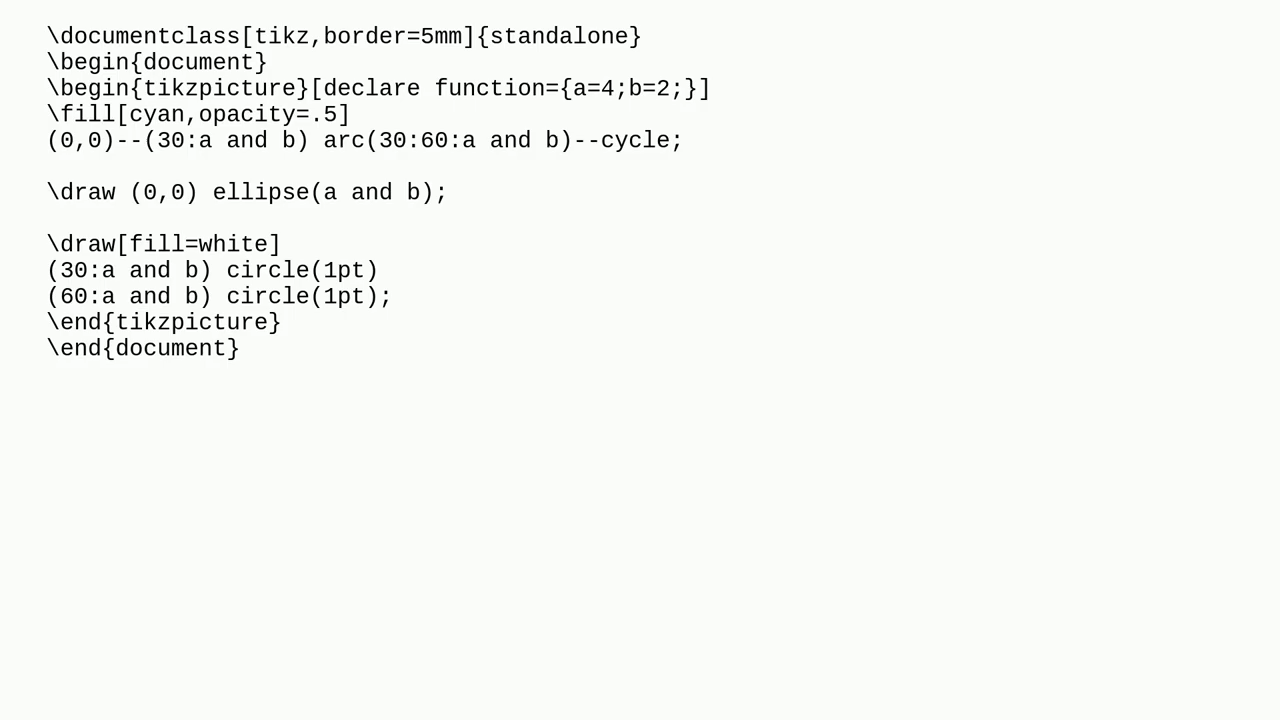 \documentclass[tikz,border=5mm]{standalone}
\begin{document}
\begin{tikzpicture}[declare function={a=4;b=2;}]
\fill[cyan,opacity=.5]
(0,0)--(30:a and b) arc(30:60:a and b)--cycle;
\draw (0,0) ellipse(a and b);
\draw[fill=white]
(30:a and b) circle(1pt)
(60:a and b) circle(1pt);
\end{tikzpicture}
\end{document}